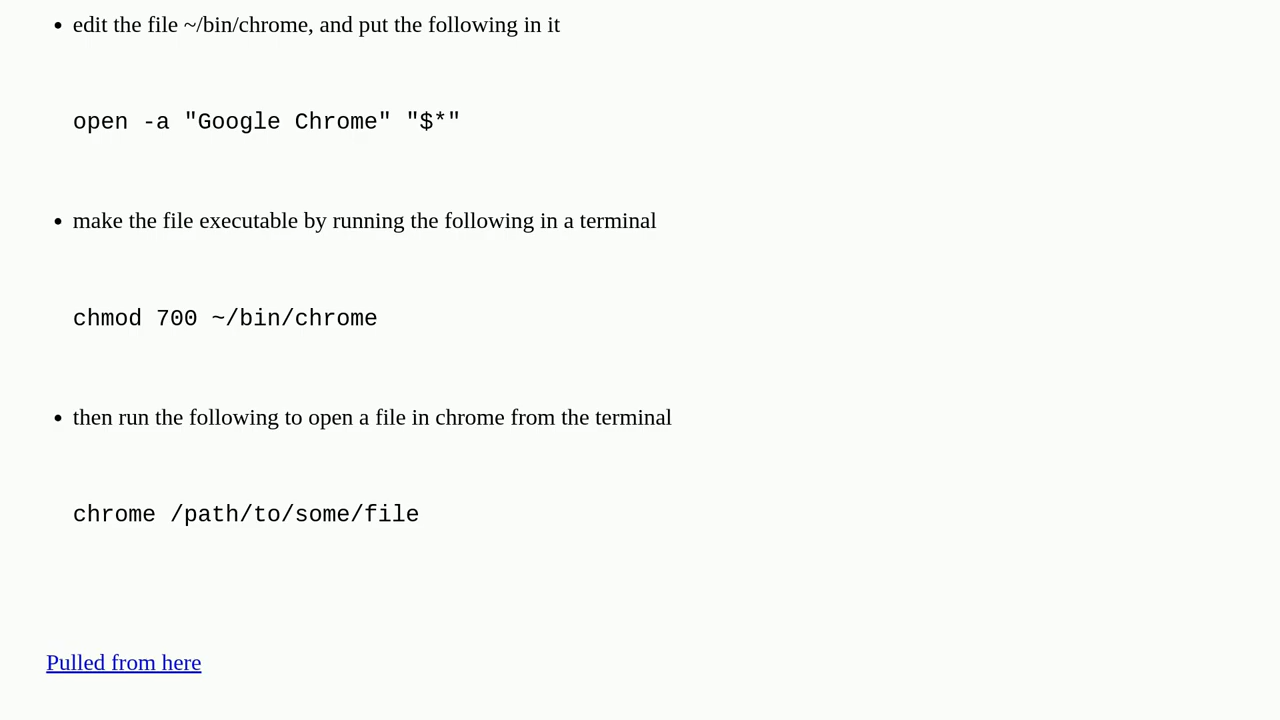 • edit the file ~/bin/chrome, and put the following in it
open -a "Google Chrome" "$*"
• make the file executable by running the following in a terminal
chmod 700 ~/bin/chrome
• then run the following to open a file in chrome from the terminal
chrome /path/to/some/file
Pulled from here